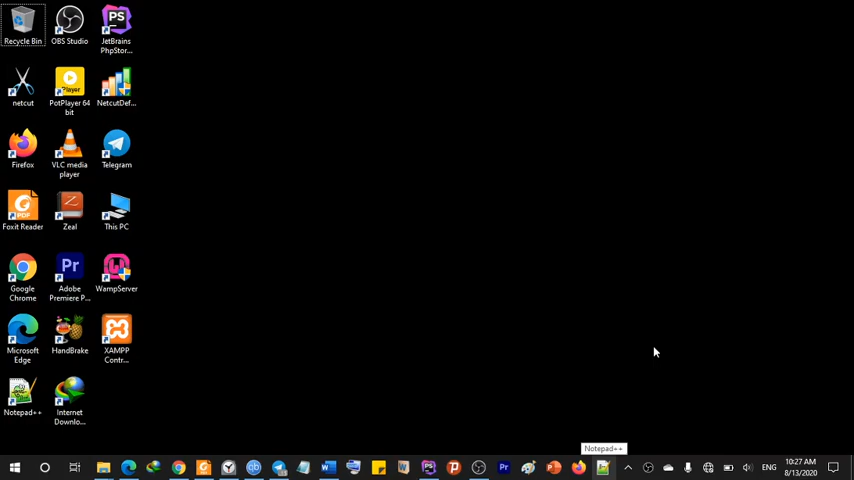 Recycle Bin
OBS Studio
JetBrains
PhpStor...
netcut
PotPlayer 64
bit
NetcutDef...
Firefox
VLC media
player
Telegram
Foxit Reader
Zeal
This PC
Google
Chrome
Adobe
Premiere P...
WampServer
Microsoft
Edge
HandBrake
XAMPP
Contr...
Notepad++
Internet
Downlo...
Notepad++
ENG
10:27 AM
8/13/2020